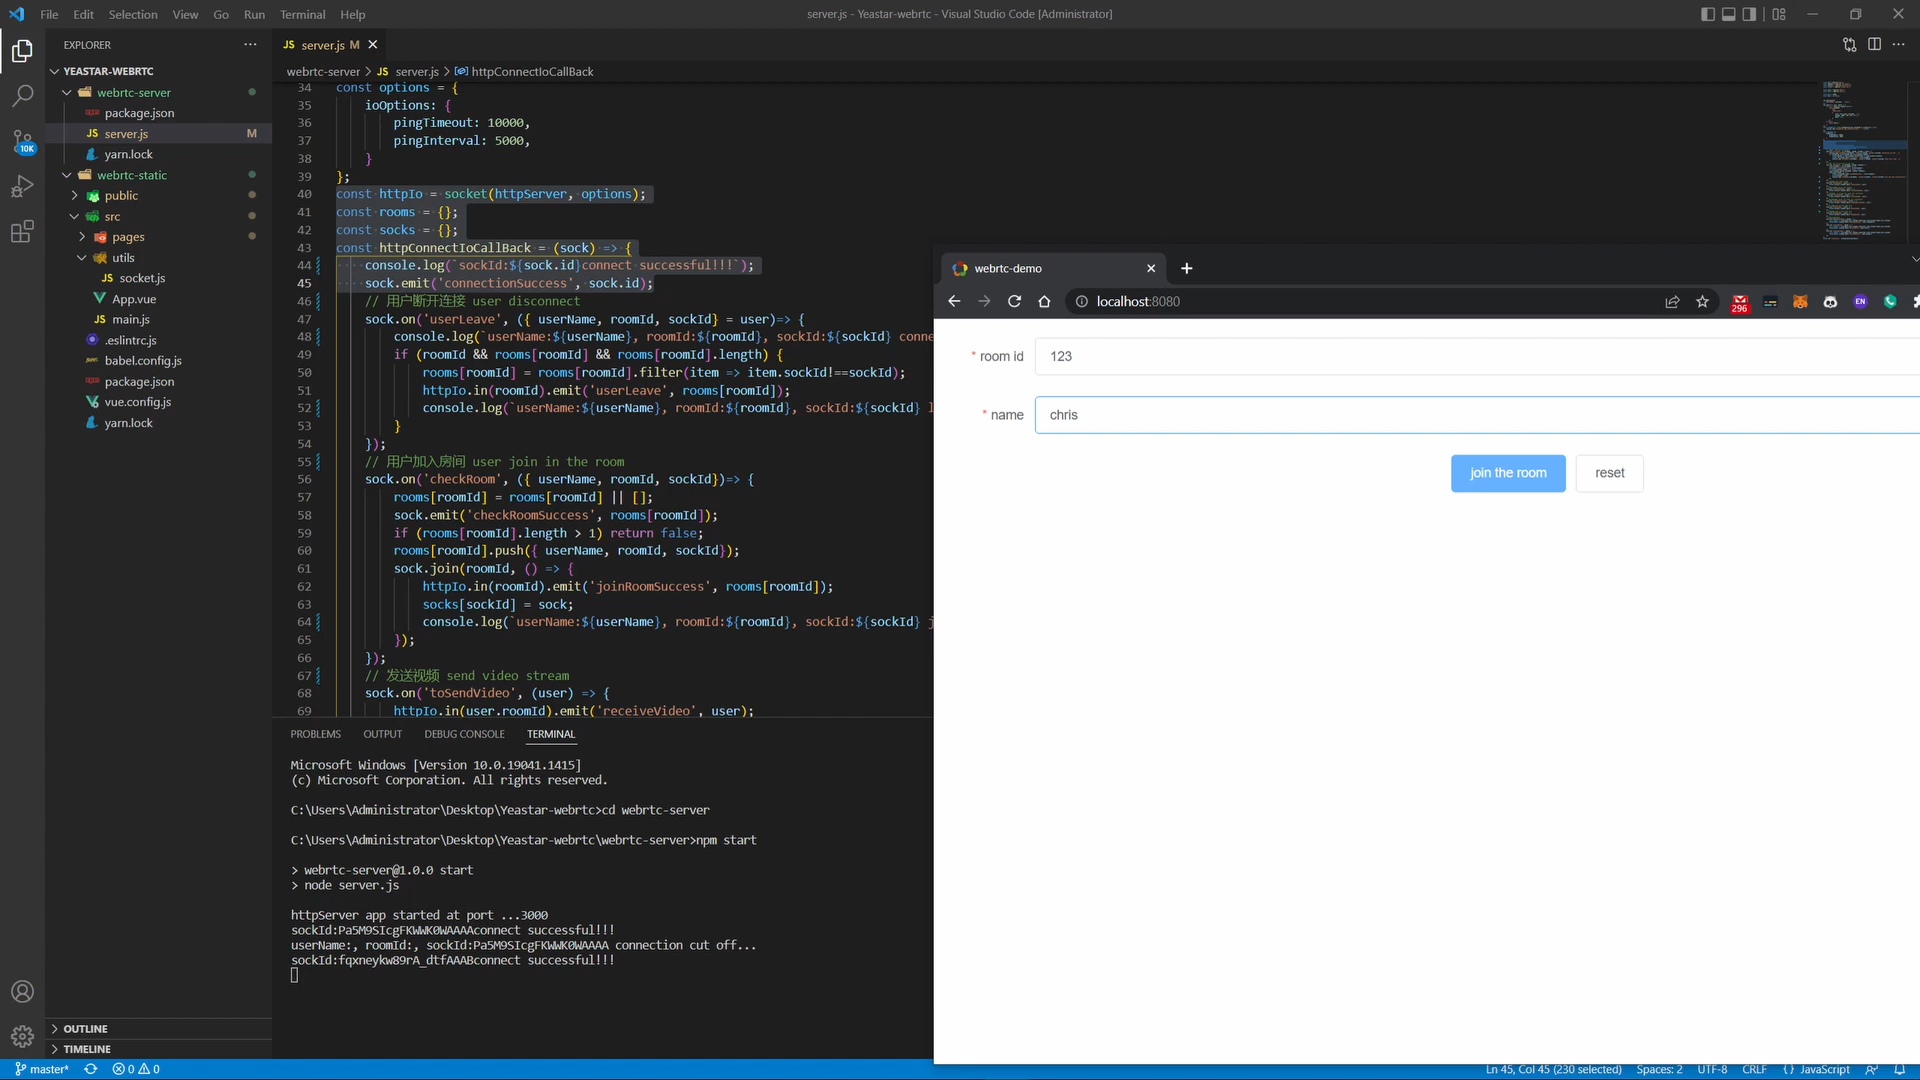 File Edit Selection View Go Run Terminal Help
server.js - Yeastar-webrtc - Visual Studio Code [Administrator]
EXPLORER
YEASTAR-WEBRTC
webrtc-server
package.json
server.js M
yarn.lock
webrtc-static
public
src
pages
utils
socket.js
App.vue
main.js
.eslintrc.js
babel.config.js
package.json
vue.config.js
yarn.lock
OUTLINE
TIMELINE
10K
JS server.js M
webrtc-server > JS server.js > httpConnectIoCallBack
34 const options = {
35 ioOptions: {
36 pingTimeout: 10000,
37 pingInterval: 5000,
38 }
39 };
40 const httpIo = socket(httpServer, options);
41 const rooms = {};
42 const socks = {};
43 const httpConnectIoCallBack = (sock) => {
44 console.log(`sockId:${sock.id}connect successful!!!`);
45 sock.emit('connectionSuccess', sock.id);
46 // 用户断开连接 user disconnect
47 sock.on('userLeave', ({ userName, roomId, sockId} = user)=> {
48 console.log(`userName:${userName}, roomId:${roomId}, sockId:${sockId} conne
49 if (roomId && rooms[roomId] && rooms[roomId].length) {
50 rooms[roomId] = rooms[roomId].filter(item => item.sockId!==sockId);
51 httpIo.in(roomId).emit('userLeave', rooms[roomId]);
52 console.log(`userName:${userName}, roomId:${roomId}, sockId:${sockId} l
53 }
54 });
55 // 用户加入房间 user join in the room
56 sock.on('checkRoom', ({ userName, roomId, sockId})=> {
57 rooms[roomId] = rooms[roomId] || [];
58 sock.emit('checkRoomSuccess', rooms[roomId]);
59 if (rooms[roomId].length > 1) return false;
60 rooms[roomId].push({ userName, roomId, sockId});
61 sock.join(roomId, () => {
62 httpIo.in(roomId).emit('joinRoomSuccess', rooms[roomId]);
63 socks[sockId] = sock;
64 console.log(`userName:${userName}, roomId:${roomId}, sockId:${sockId} j
65 });
66 });
67 // 发送视频 send video stream
68 sock.on('toSendVideo', (user) => {
69 httpIo.in(user.roomId).emit('receiveVideo', user);
PROBLEMS OUTPUT DEBUG CONSOLE TERMINAL
Microsoft Windows [Version 10.0.19041.1415]
(c) Microsoft Corporation. All rights reserved.
C:\Users\Administrator\Desktop\Yeastar-webrtc>cd webrtc-server
C:\Users\Administrator\Desktop\Yeastar-webrtc\webrtc-server>npm start
> webrtc-server@1.0.0 start
> node server.js
httpServer app started at port ...3000
sockId:Pa5M9SIcgFKWWK0WAAAAconnect successful!!!
userName:, roomId:, sockId:Pa5M9SIcgFKWWK0WAAAA connection cut off...
sockId:fqxneykw89rA_dtfAAABconnect successful!!!
webrtc-demo
localhost:8080
296
EN
* room id 123
* name chris
join the room reset
master* 0 0
Ln 45, Col 45 (230 selected) Spaces: 2 UTF-8 CRLF {} JavaScript